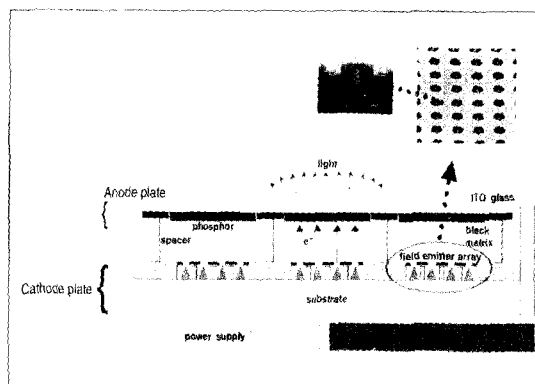 light
Anode plate
ITO glass
phosphor
black
matrix
spacer
e⁻
field emitter array
Cathode plate
substrate
power supply